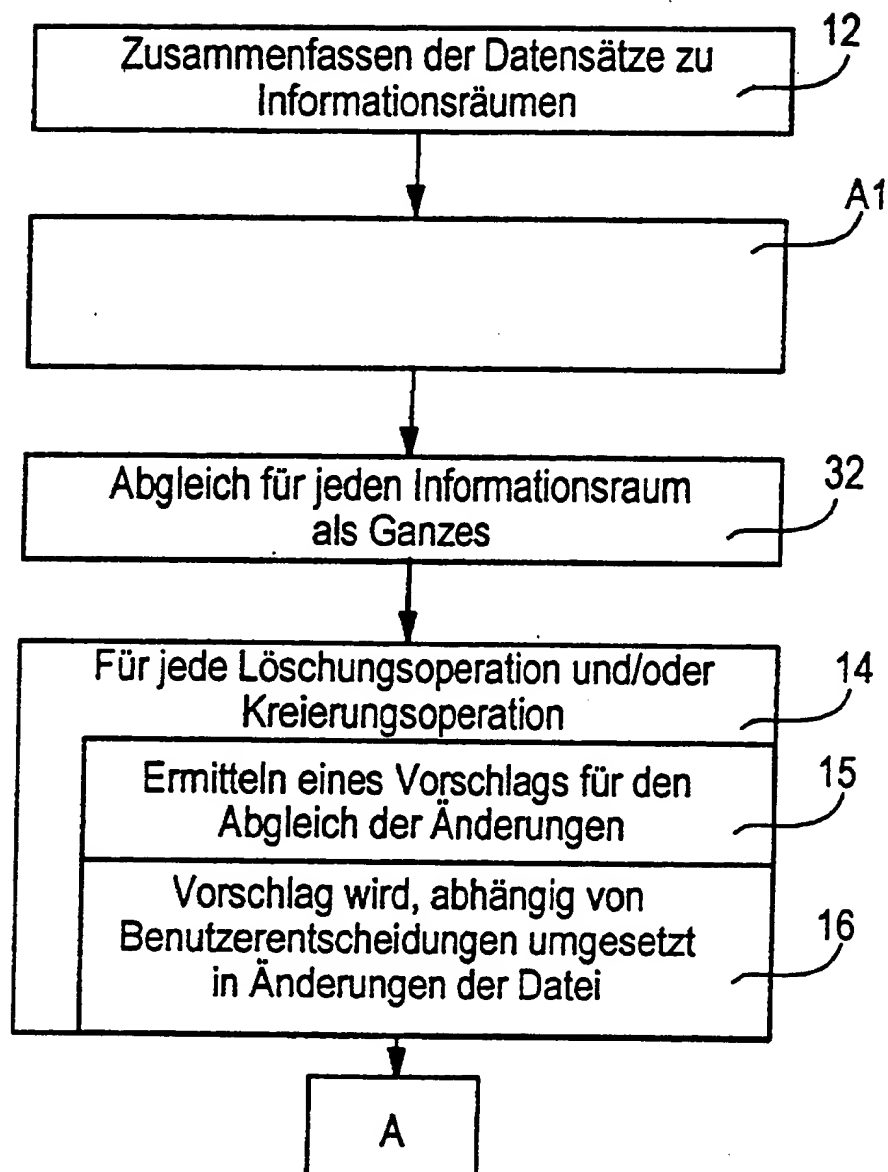 Zusammenfassen der Datensätze zu
Informationsräumen
12
A1
Abgleich für jeden Informationsraum
als Ganzes
32
Für jede Löschungsoperation und/oder
Kreierungsoperation
14
Ermitteln eines Vorschlags für den
Abgleich der Änderungen
15
Vorschlag wird, abhängig von
Benutzerentscheidungen umgesetzt
in Änderungen der Datei
16
A